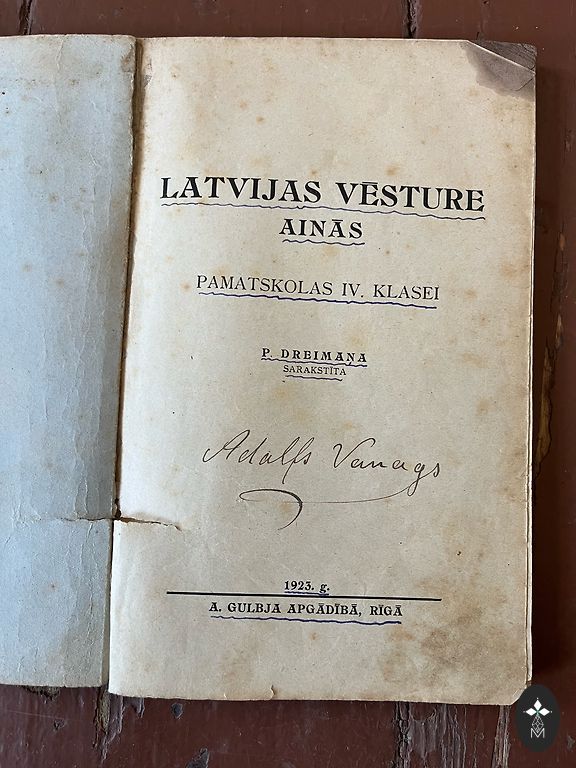 LATVIJAS VĒSTURE
AINĀS
PAMATSKOLAS IV. KLASEI
P. DREIMAŅA
SARAKSTĪTA
Adolfs Vanags
1923. g.
A. GULBJA APGĀDĪBĀ, RĪGĀ
M